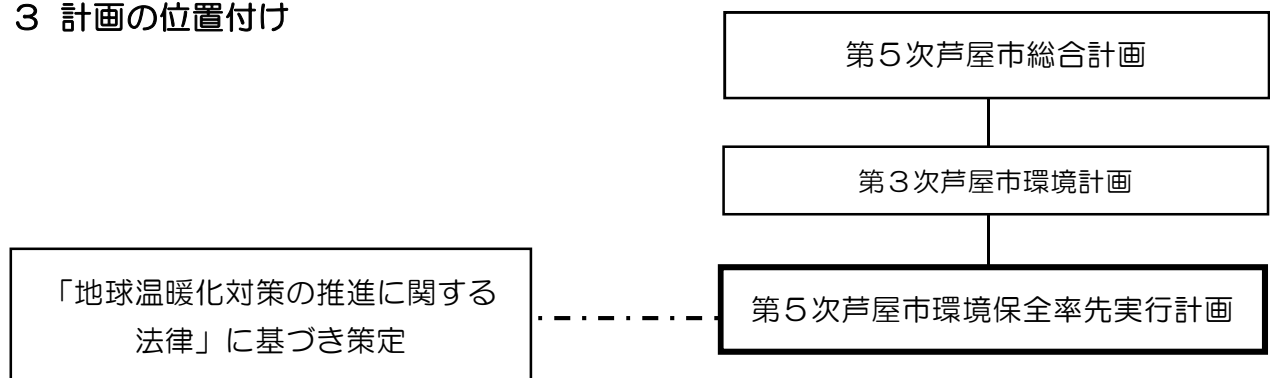 ３ 計画の位置付け
第５次芦屋市総合計画
第３次芦屋市環境計画
「地球温暖化対策の推進に関する
法律」に基づき策定
第５次芦屋市環境保全率先実行計画